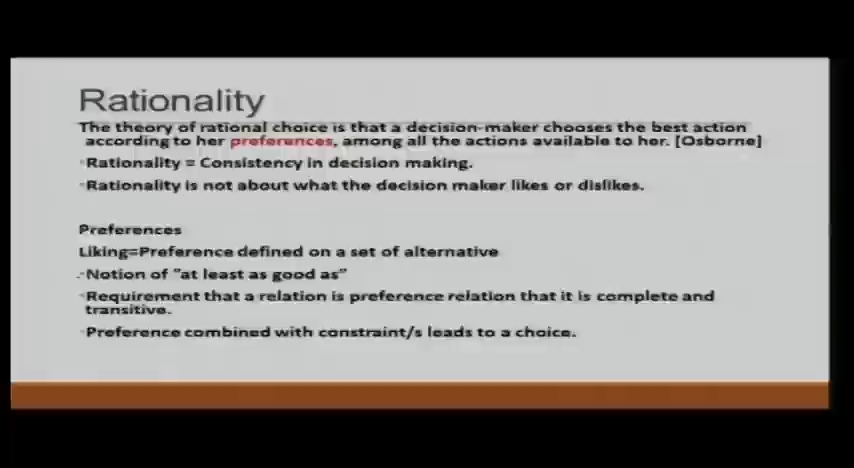 Rationality
The theory of rational choice is that a decision-maker chooses the best action
according to her preferences, among all the actions available to her. [Osborne]
Rationality = Consistency in decision making.
Rationality is not about what the decision maker likes or dislikes.
Preferences
Liking=Preference defined on a set of alternative
Notion of "at least as good as"
Requirement that a relation is preference relation that it is complete and
transitive.
Preference combined with constraint/s leads to a choice.